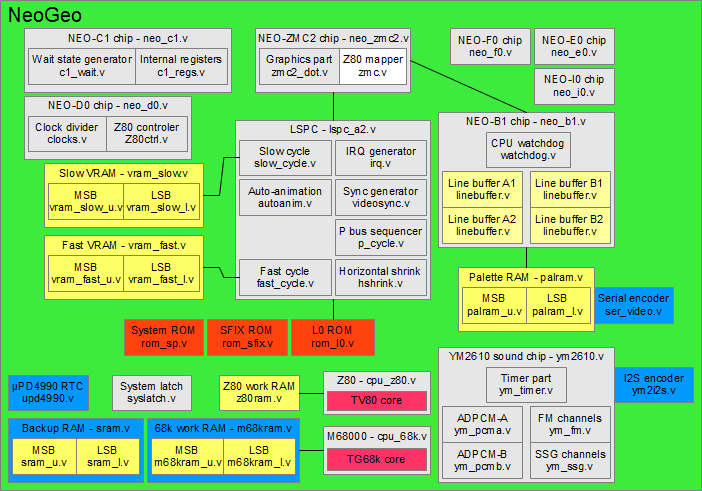 NeoGeo
NEO-C1 chip - neo_c1.v
Wait state generator
c1_wait.v
Internal registers
c1_regs.v
NEO-ZMC2 chip - neo_zmc2.v
Graphics part
zmc2_dot.v
Z80 mapper
zmc.v
NEO-F0 chip
neo_f0.v
NEO-E0 chip
neo_e0.v
NEO-I0 chip
neo_i0.v
NEO-D0 chip - neo_d0.v
Clock divider
clocks.v
Z80 controler
Z80ctrl.v
LSPC - lspc_a2.v
Slow cycle
slow_cycle.v
IRQ generator
irq.v
Auto-animation
autoanim.v
Sync generator
videosync.v
P bus sequencer
p_cycle.v
Fast cycle
fast_cycle.v
Horizontal shrink
hshrink.v
NEO-B1 chip - neo_b1.v
CPU watchdog
watchdog.v
Line buffer A1
linebuffer.v
Line buffer B1
linebuffer.v
Line buffer A2
linebuffer.v
Line buffer B2
linebuffer.v
Slow VRAM - vram_slow.v
MSB
vram_slow_u.v
LSB
vram_slow_l.v
Fast VRAM - vram_fast.v
MSB
vram_fast_u.v
LSB
vram_fast_l.v
Palette RAM - palram.v
MSB
palram_u.v
LSB
palram_l.v
Serial encoder
ser_video.v
System ROM
rom_sp.v
SFIX ROM
rom_sfix.v
L0 ROM
rom_l0.v
YM2610 sound chip - ym2610.v
Timer part
ym_timer.v
ADPCM-A
ym_pcma.v
FM channels
ym_fm.v
ADPCM-B
ym_pcmb.v
SSG channels
ym_ssg.v
I2S encoder
ym2i2s.v
µPD4990 RTC
upd4990.v
System latch
syslatch.v
Z80 work RAM
z80ram.v
Z80 - cpu_z80.v
TV80 core
Backup RAM - sram.v
MSB
sram_u.v
LSB
sram_l.v
68k work RAM - m68kram.v
MSB
m68kram_u.v
LSB
m68kram_l.v
M68000 - cpu_68k.v
TG68k core